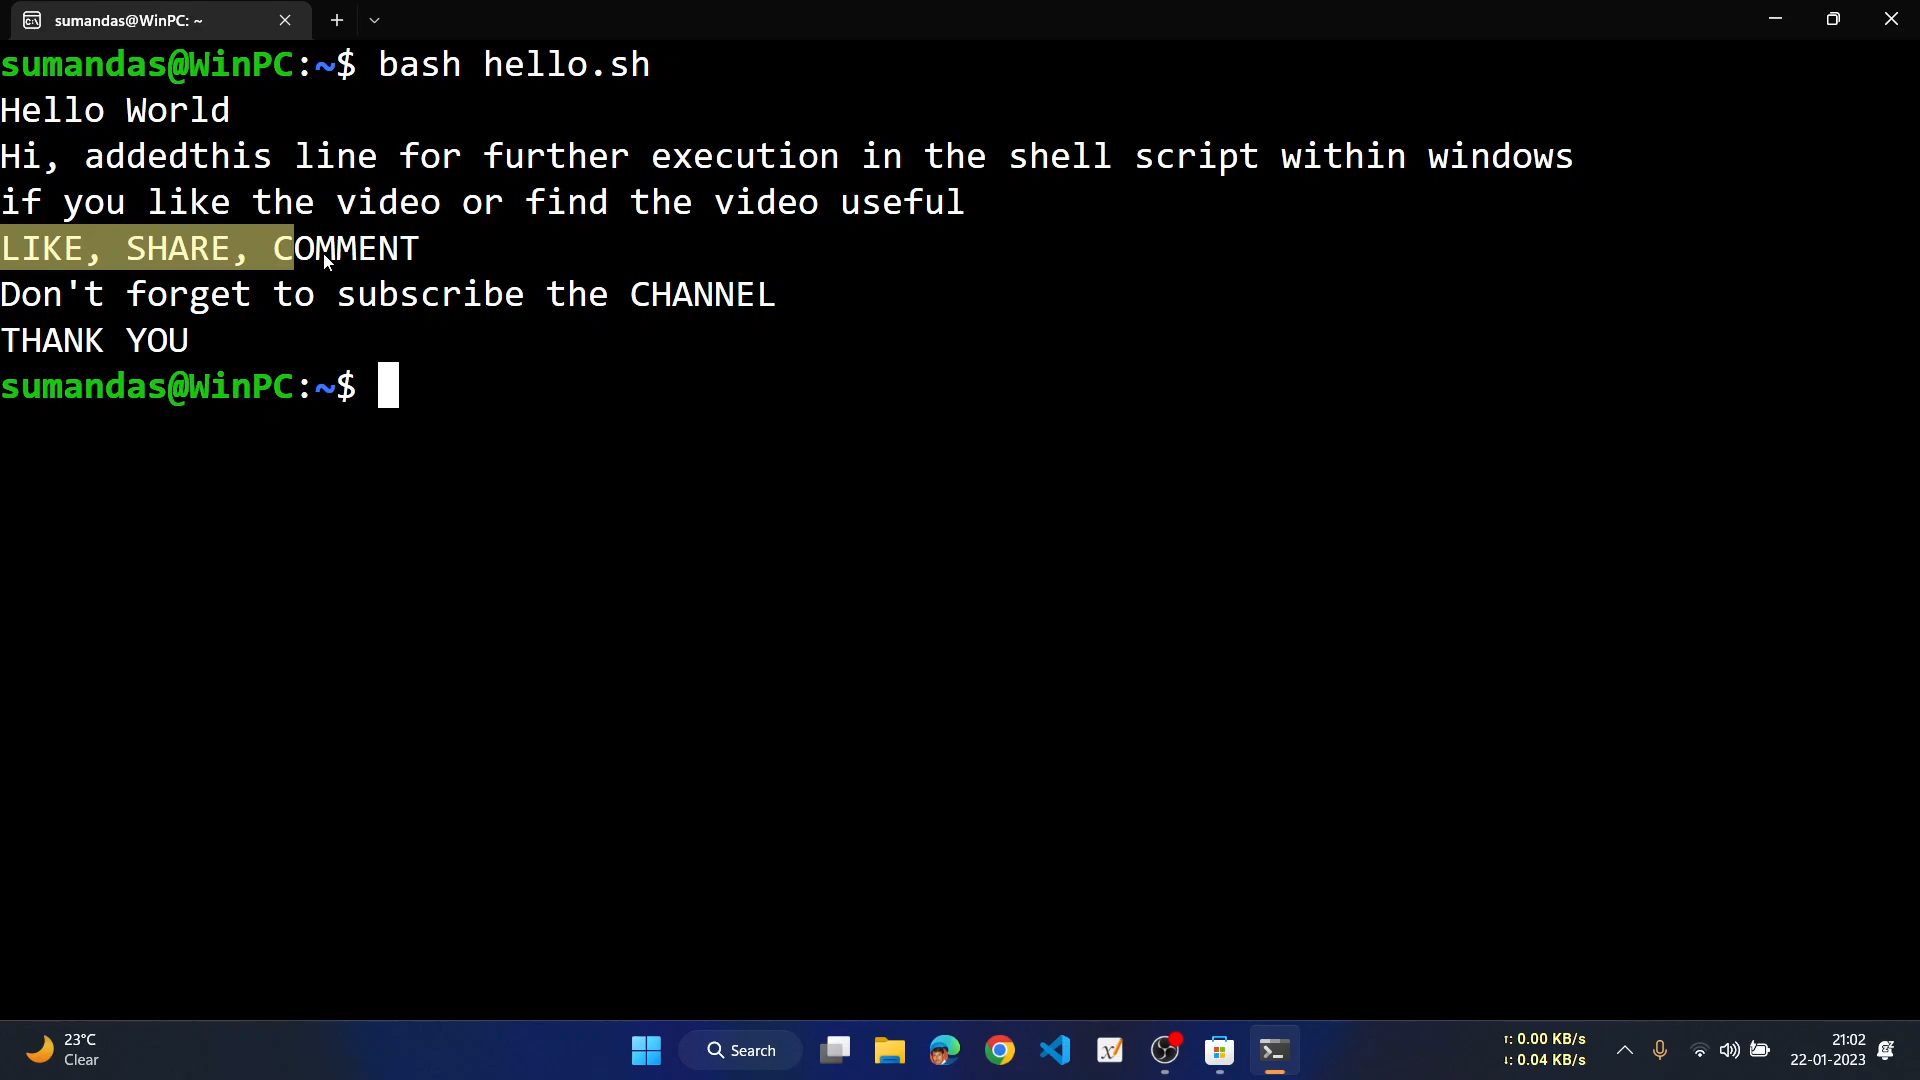 sumandas@WinPC: ~
sumandas@WinPC:~$ bash hello.sh
Hello World
Hi, addedthis line for further execution in the shell script within windows
if you like the video or find the video useful
LIKE, SHARE, COMMENT
Don't forget to subscribe the CHANNEL
THANK YOU
sumandas@WinPC:~$
23°C
Clear
Search
↑: 0.00 KB/s
↓: 0.04 KB/s
21:02
22-01-2023